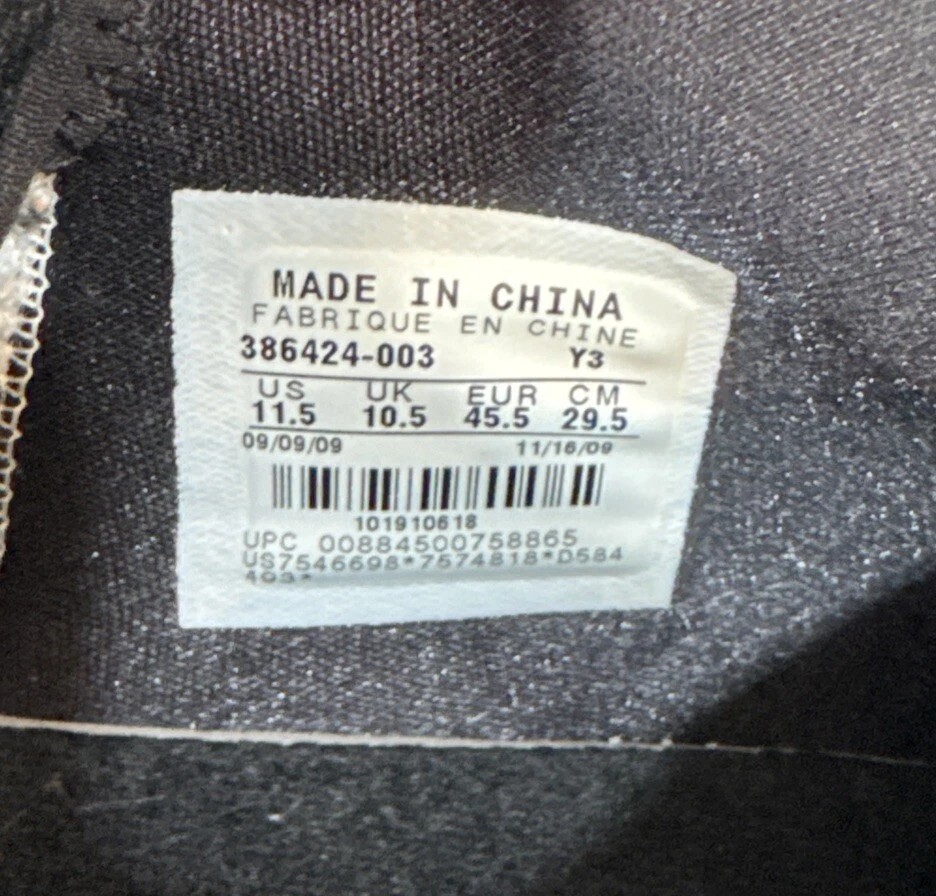 MADE IN CHINA
FABRIQUE EN CHINE
386424-003 Y3
US UK EUR CM
11.5 10.5 45.5 29.5
09/09/09 11/16/09
101910618
UPC 00884500758865
US7546698*7574818*D584
493*